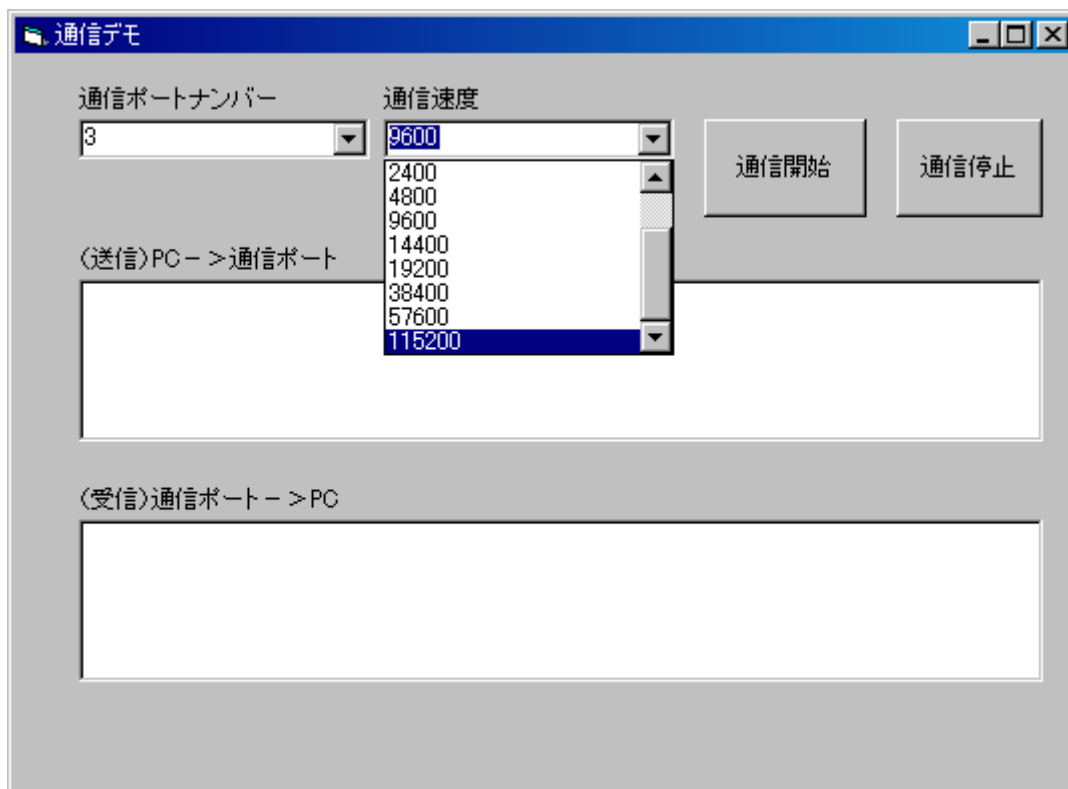 通信デモ
通信ポートナンバー
通信速度
3
9600
通信開始
通信停止
2400
4800
9600
14400
19200
38400
57600
115200
(送信)PC－＞通信ポート
(受信)通信ポート－＞PC